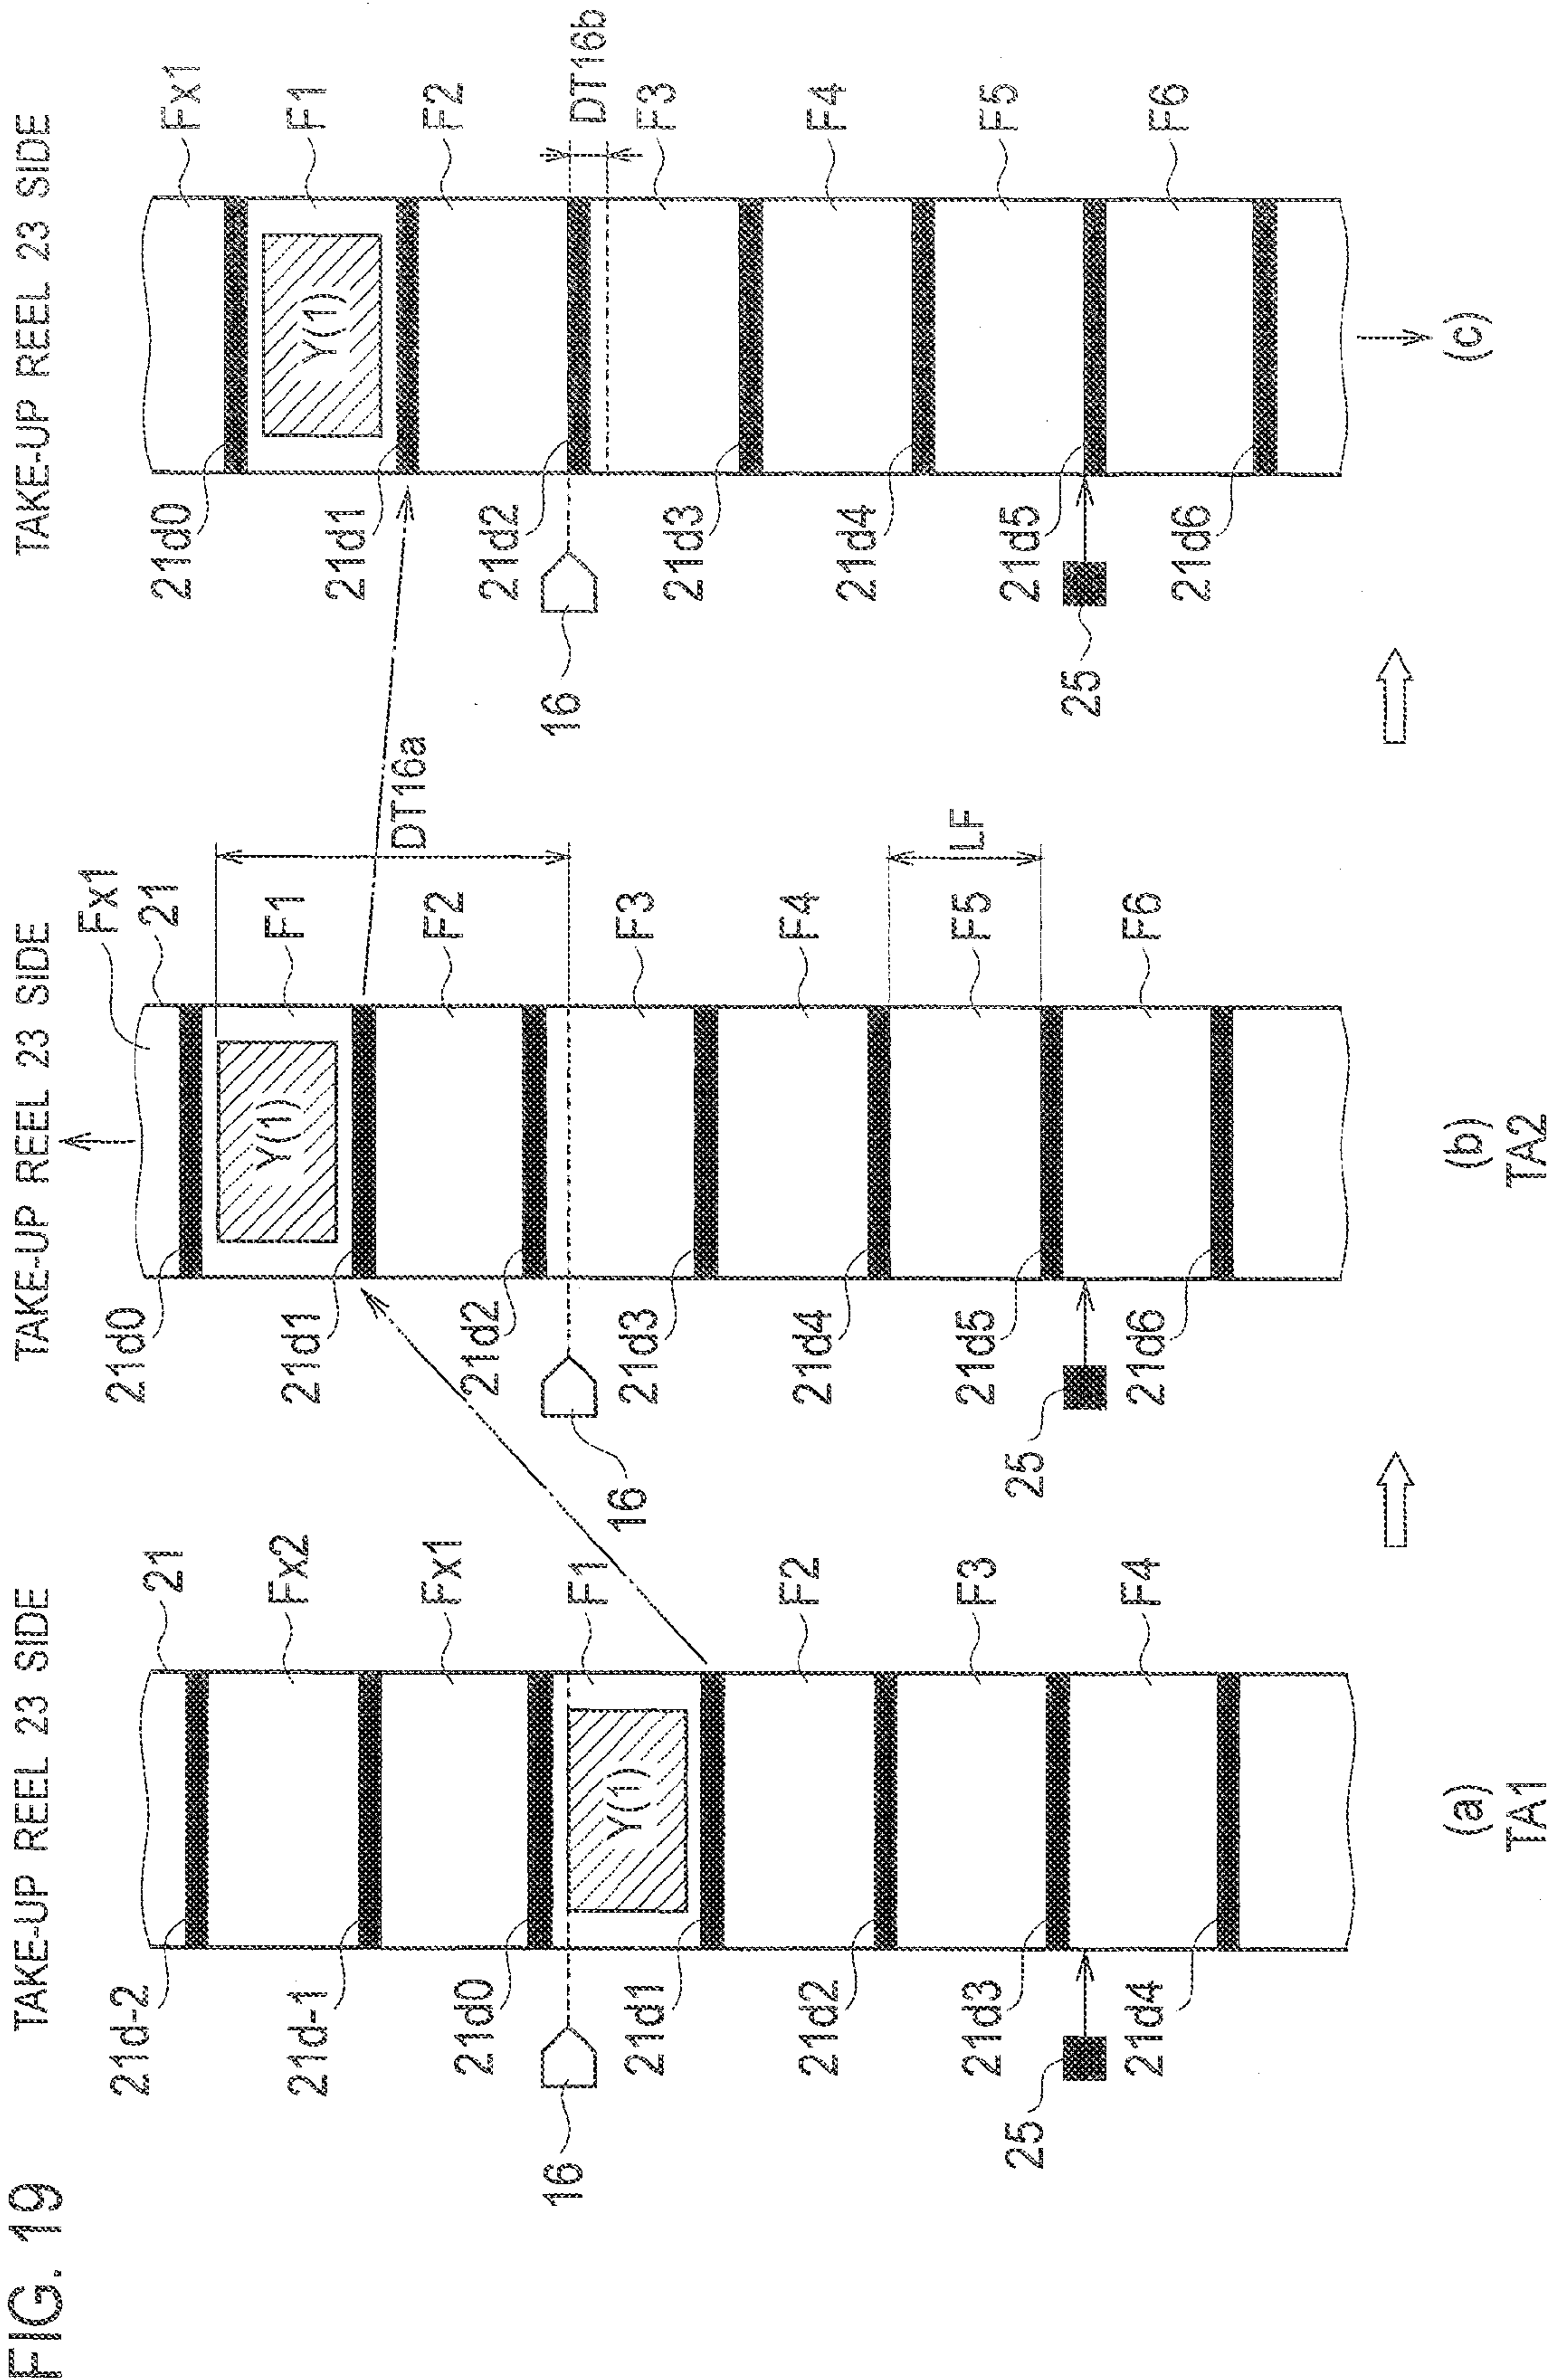 FIG. 19
TAKE-UP REEL 23 SIDE
21
21d-2
Fx2
21d-1
Fx1
21d0
F1
16
Y(1)
21d1
F2
21d2
F3
21d3
25
F4
21d4
(a)
TA1
TAKE-UP REEL 23 SIDE
Fx1
21
21d0
F1
Y(1)
21d1
DT16a
F2
21d2
16
F3
21d3
F4
21d4
F5
LF
21d5
25
F6
21d6
(b)
TA2
TAKE-UP REEL 23 SIDE
Fx1
21d0
F1
Y(1)
21d1
F2
21d2
16
DT16b
F3
21d3
F4
21d4
F5
21d5
25
F6
21d6
(c)